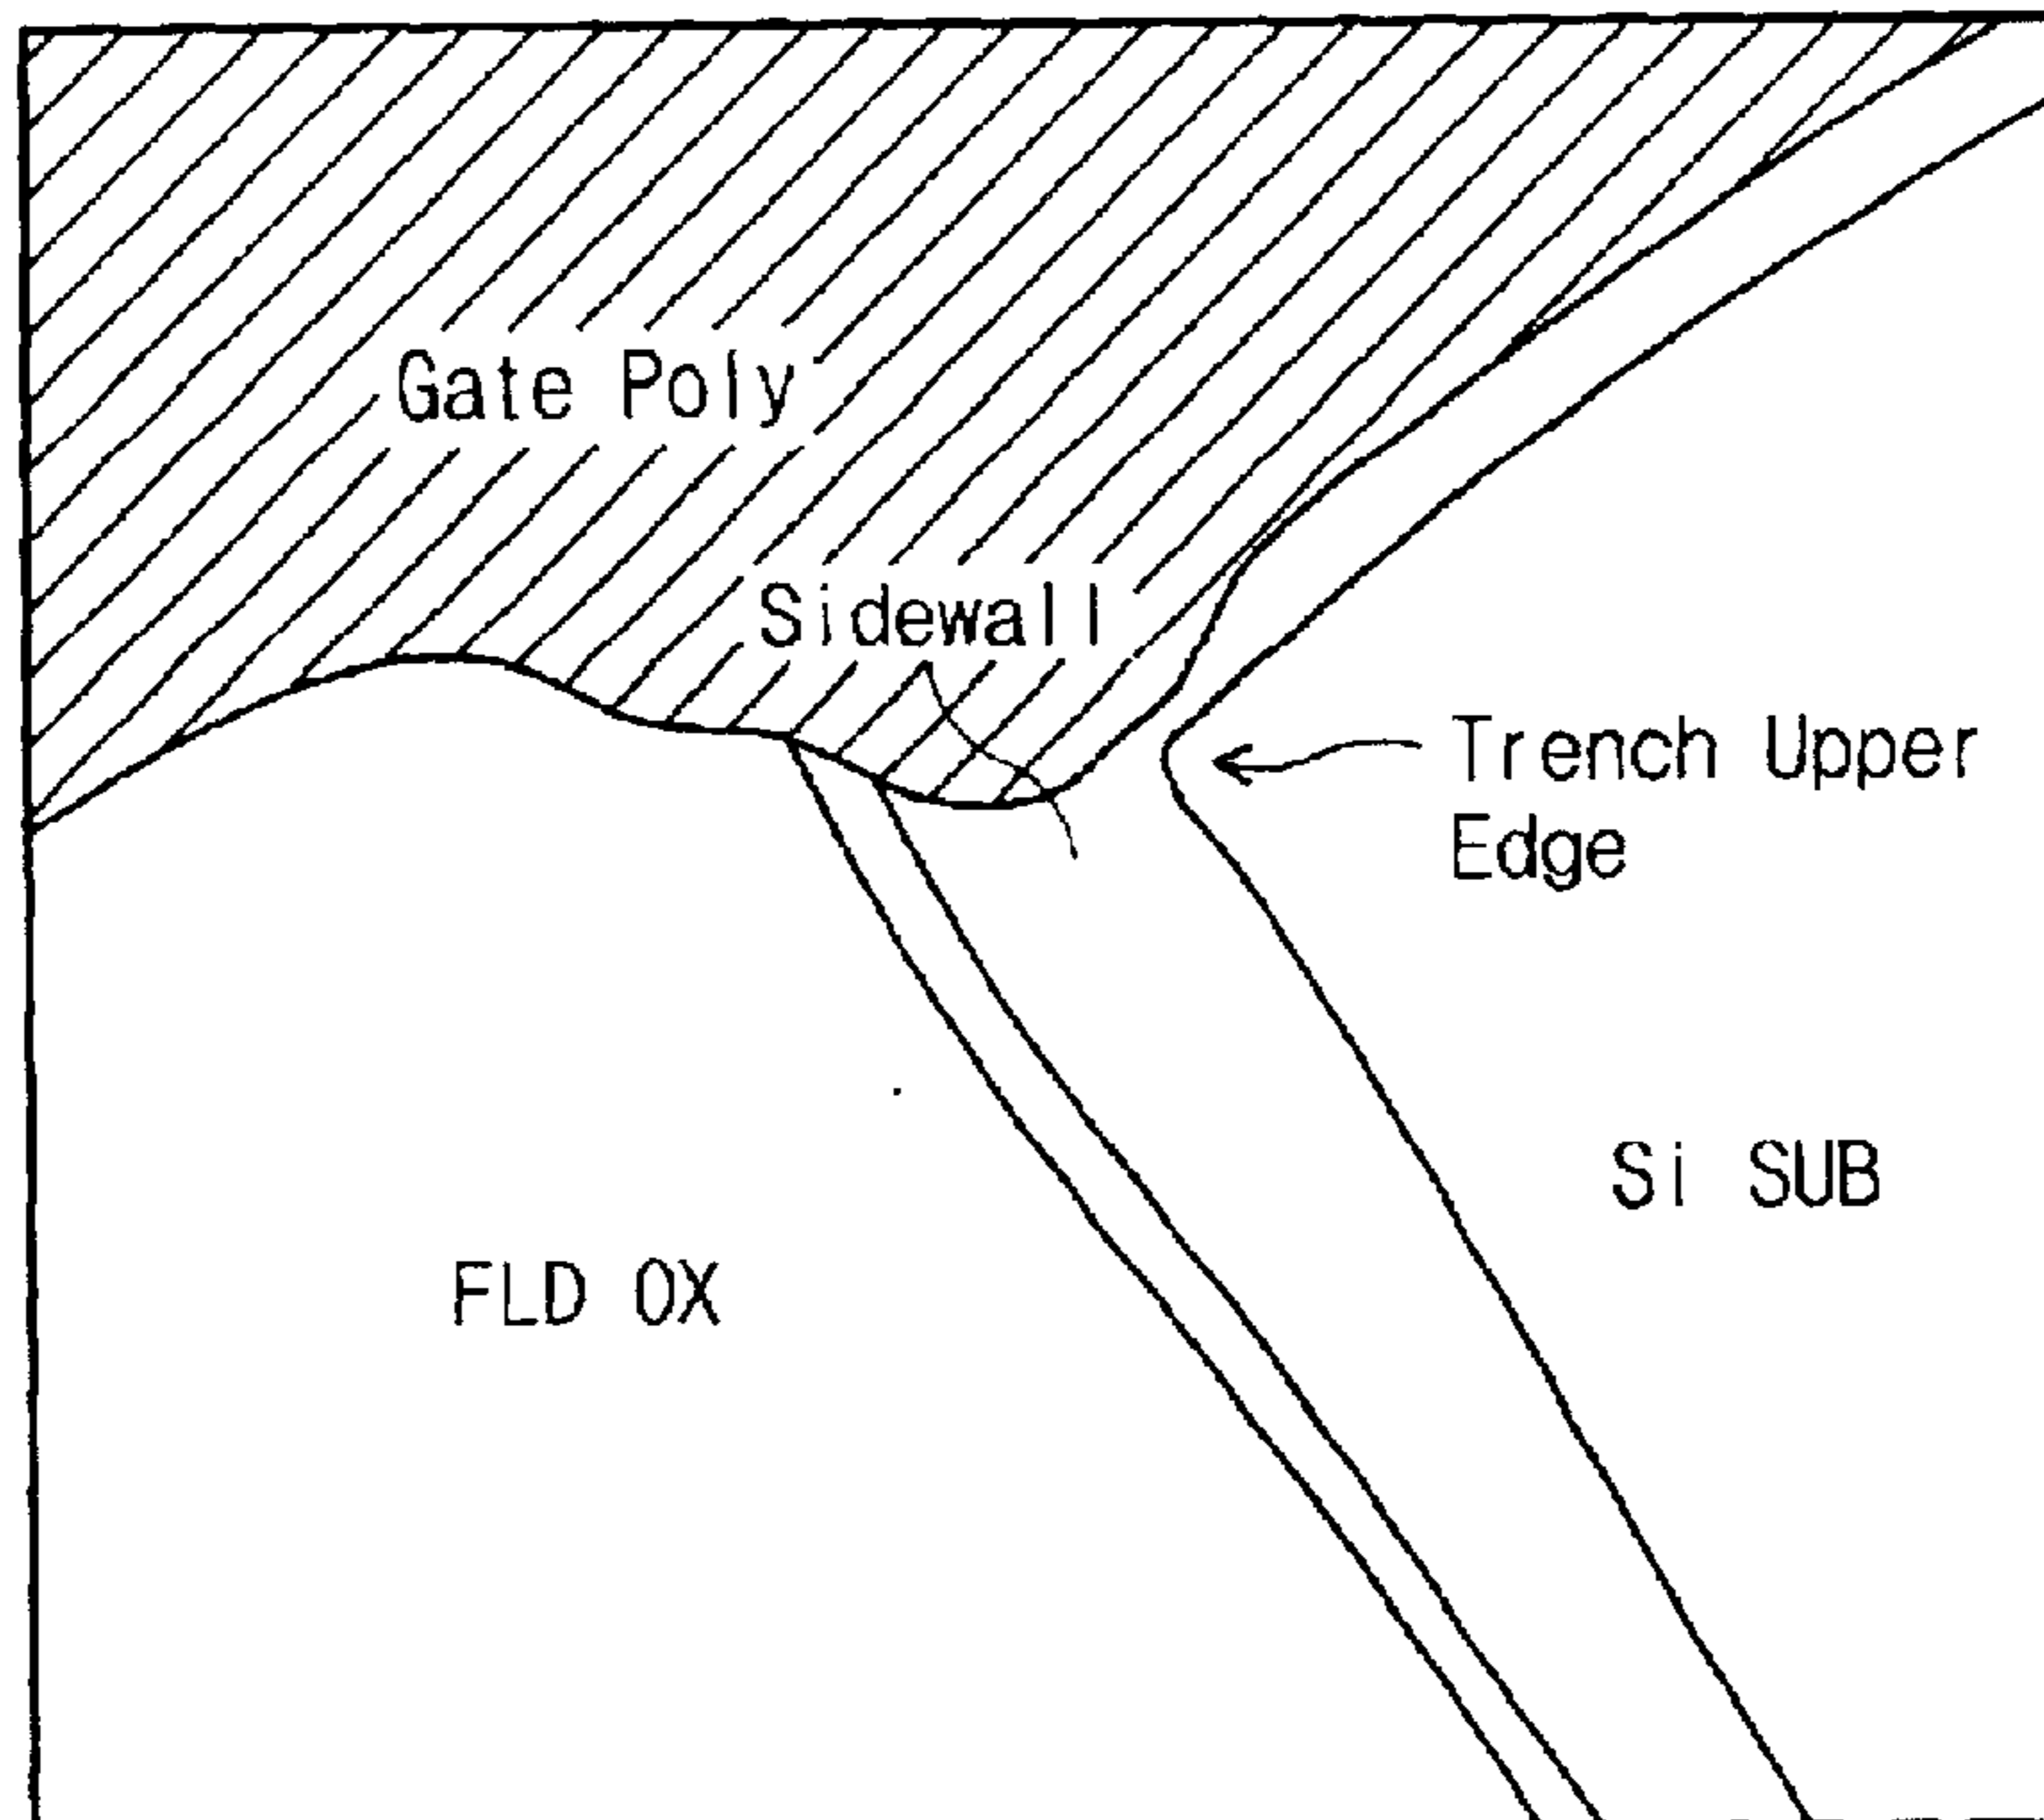 Gate Poly
Sidewall
Trench Upper
Edge
Si SUB
FLD OX